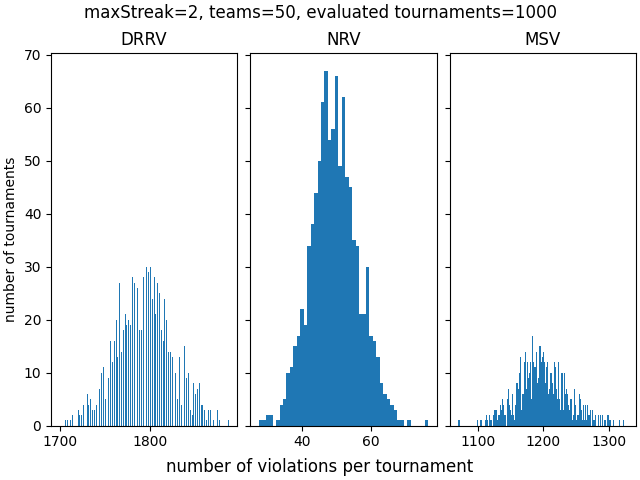 maxStreak=2, teams=50, evaluated tournaments=1000
DRRV
NRV
MSV
number of tournaments
70
60
50
40
30
20
10
0
1700
1800
40
60
1100
1200
1300
number of violations per tournament